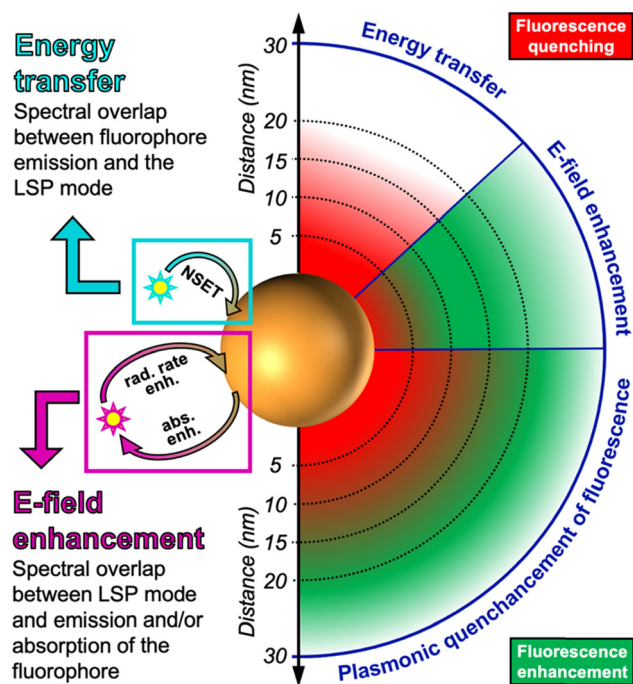 Energy
transfer
Spectral overlap
between fluorophore
emission and the
LSP mode
NSET
rad. rate
enh.
abs.
enh.
E-field
enhancement
Spectral overlap
between LSP mode
and emission and/or
absorption of the
fluorophore
30
20
15
10
5
Distance (nm)
5
10
15
20
30
Distance (nm)
Energy transfer
E-field enhancement
Plasmonic quenchancement of fluorescence
Fluorescence
quenching
Fluorescence
enhancement